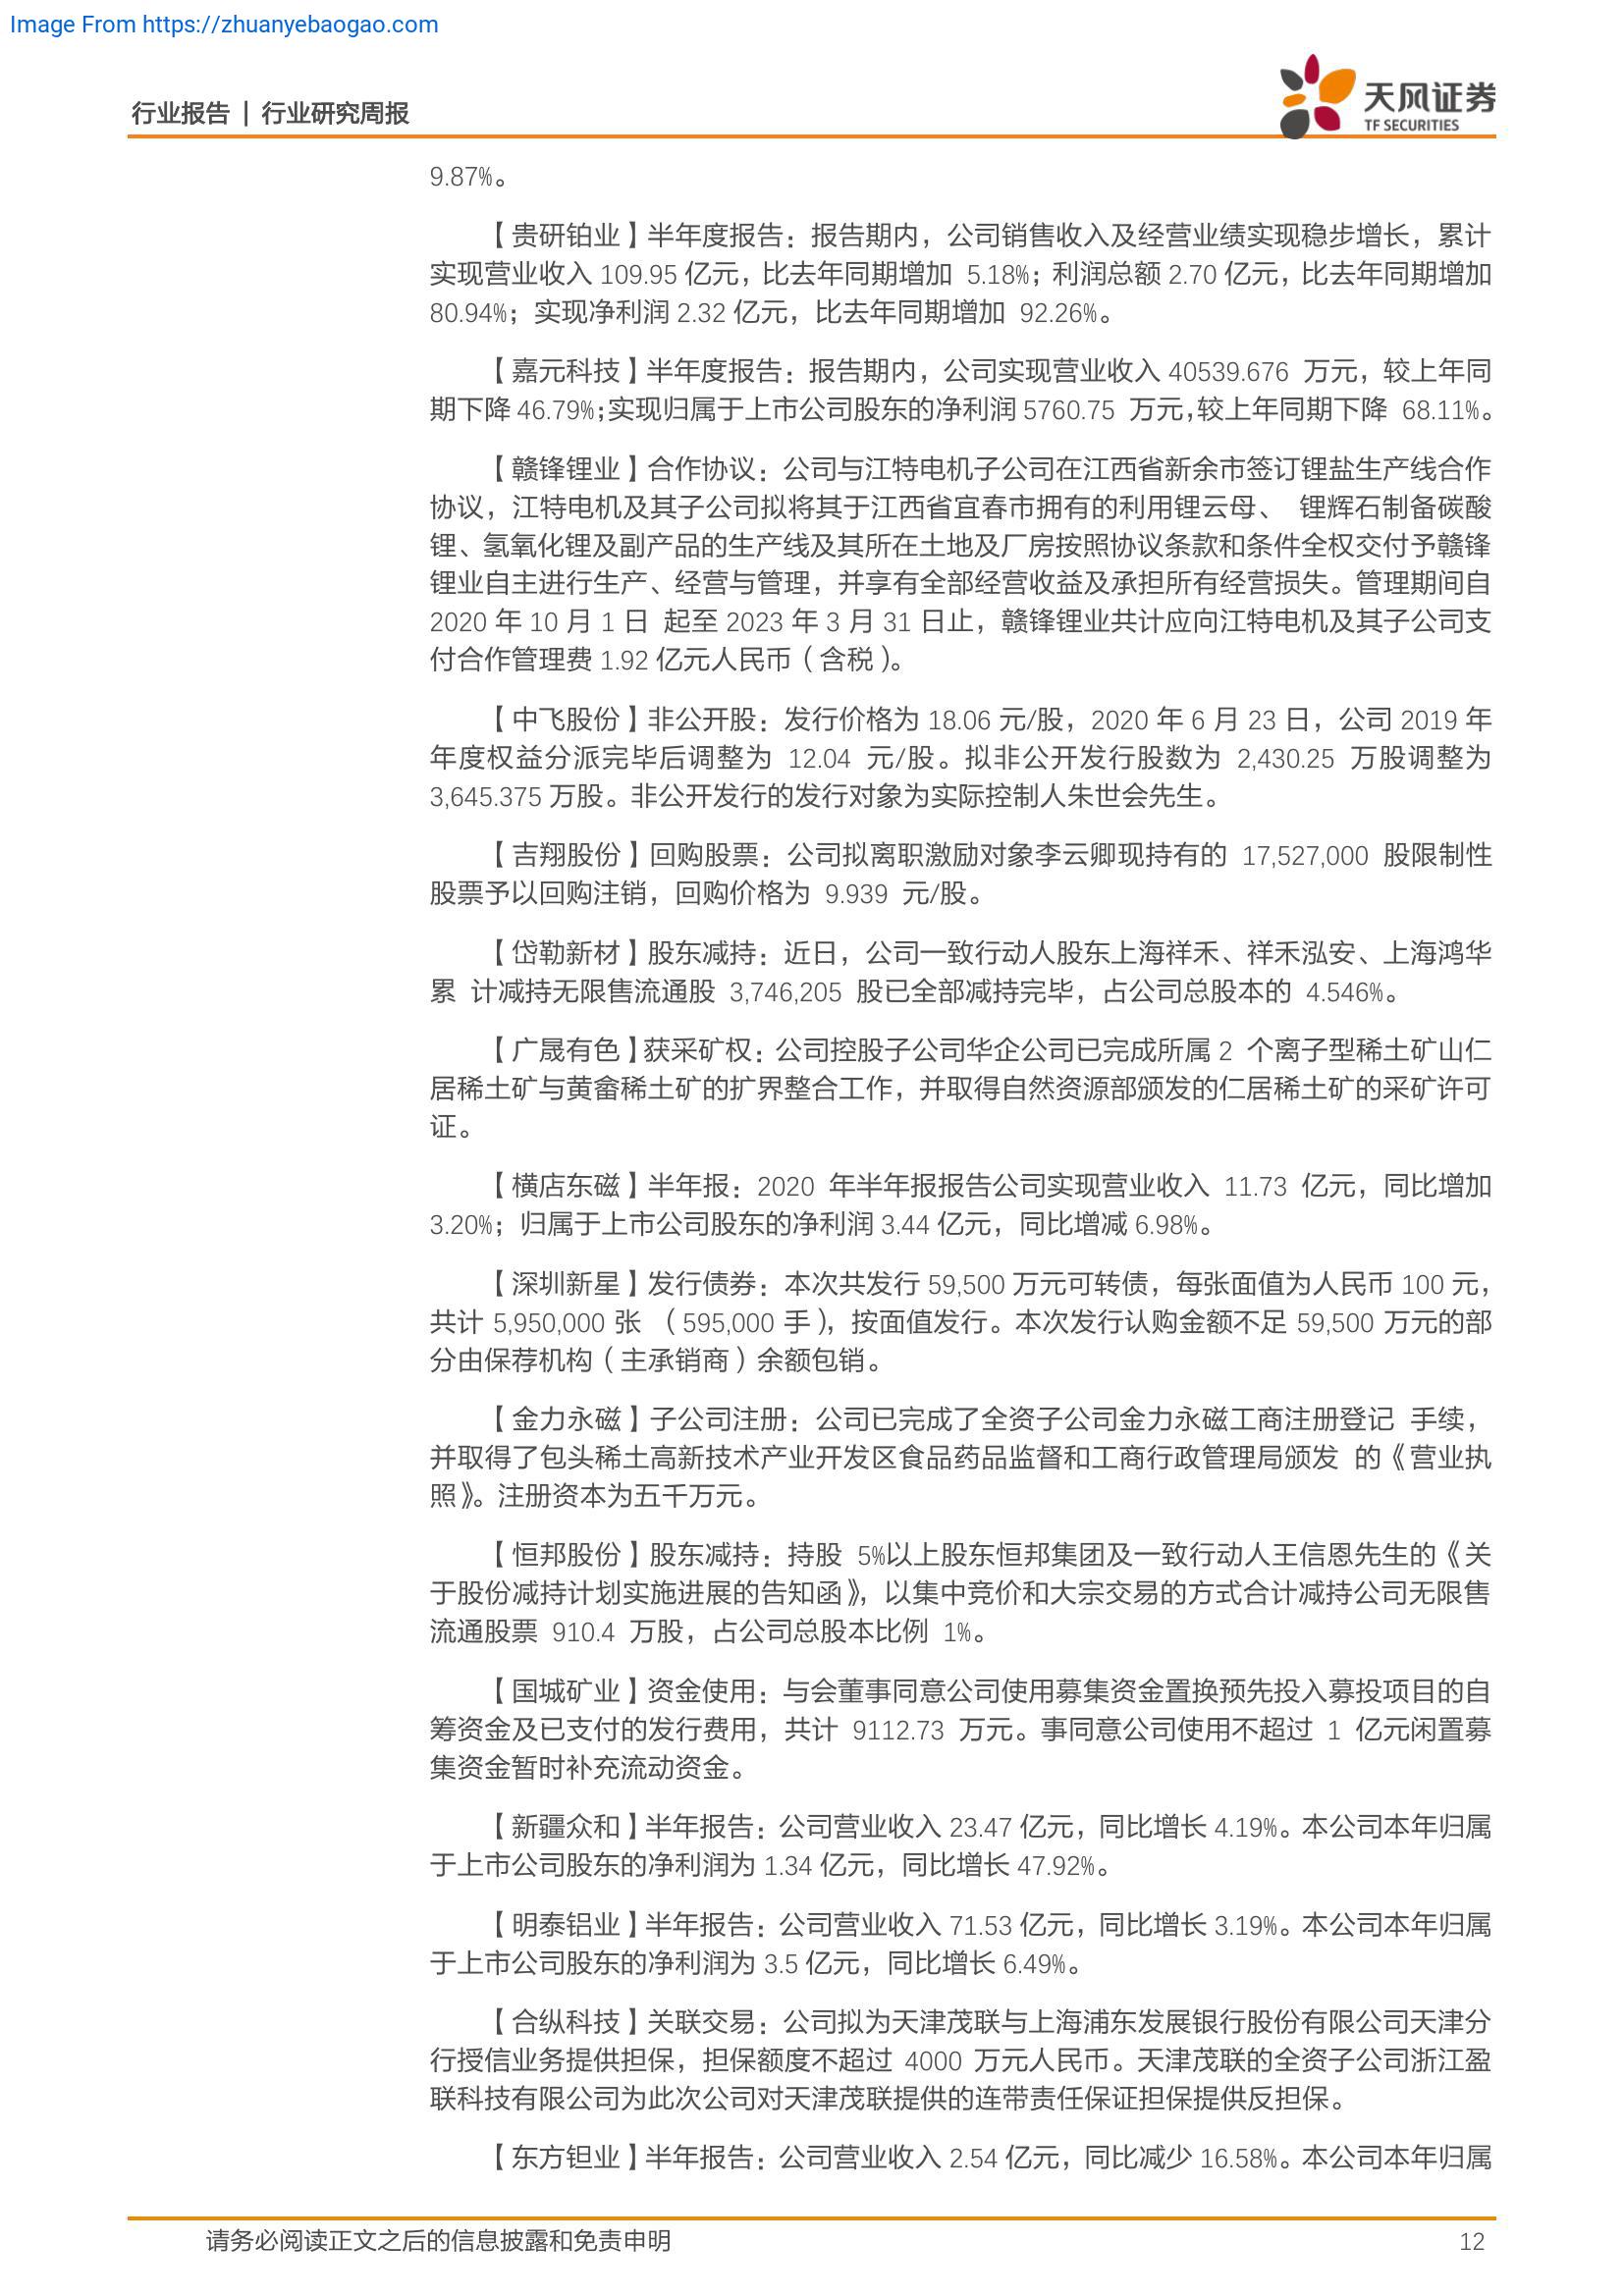 Image From https://zhuanyebaogao.com
行业报告 | 行业研究周报
天风证券
TF SECURITIES
9.87%。
【贵研铂业】半年度报告：报告期内，公司销售收入及经营业绩实现稳步增长，累计
实现营业收入 109.95 亿元，比去年同期增加 5.18%；利润总额 2.70 亿元，比去年同期增加
80.94%；实现净利润 2.32 亿元，比去年同期增加 92.26%。
【嘉元科技】半年度报告：报告期内，公司实现营业收入 40539.676 万元，较上年同
期下降 46.79%；实现归属于上市公司股东的净利润 5760.75 万元，较上年同期下降 68.11%。
【赣锋锂业】合作协议：公司与江特电机子公司在江西省新余市签订锂盐生产线合作
协议，江特电机及其子公司拟将其于江西省宜春市拥有的利用锂云母、 锂辉石制备碳酸
锂、氢氧化锂及副产品的生产线及其所在土地及厂房按照协议条款和条件全权交付予赣锋
锂业自主进行生产、经营与管理，并享有全部经营收益及承担所有经营损失。管理期间自
2020 年 10 月 1 日 起至 2023 年 3 月 31 日止，赣锋锂业共计应向江特电机及其子公司支
付合作管理费 1.92 亿元人民币（含税）。
【中飞股份】非公开股：发行价格为 18.06 元/股，2020 年 6 月 23 日，公司 2019 年
年度权益分派完毕后调整为 12.04 元/股。拟非公开发行股数为 2,430.25 万股调整为
3,645.375 万股。非公开发行的发行对象为实际控制人朱世会先生。
【吉翔股份】回购股票：公司拟离职激励对象李云卿现持有的 17,527,000 股限制性
股票予以回购注销，回购价格为 9.939 元/股。
【岱勒新材】股东减持：近日，公司一致行动人股东上海祥禾、祥禾泓安、上海鸿华
累 计减持无限售流通股 3,746,205 股已全部减持完毕，占公司总股本的 4.546%。
【广晟有色】获采矿权：公司控股子公司华企公司已完成所属 2 个离子型稀土矿山仁
居稀土矿与黄畲稀土矿的扩界整合工作，并取得自然资源部颁发的仁居稀土矿的采矿许可
证。
【横店东磁】半年报：2020 年半年报报告公司实现营业收入 11.73 亿元，同比增加
3.20%；归属于上市公司股东的净利润 3.44 亿元，同比增减 6.98%。
【深圳新星】发行债券：本次共发行 59,500 万元可转债，每张面值为人民币 100 元，
共计 5,950,000 张 （595,000 手），按面值发行。本次发行认购金额不足 59,500 万元的部
分由保荐机构（主承销商）余额包销。
【金力永磁】子公司注册：公司已完成了全资子公司金力永磁工商注册登记 手续，
并取得了包头稀土高新技术产业开发区食品药品监督和工商行政管理局颁发 的《营业执
照》。注册资本为五千万元。
【恒邦股份】股东减持：持股 5%以上股东恒邦集团及一致行动人王信恩先生的《关
于股份减持计划实施进展的告知函》，以集中竞价和大宗交易的方式合计减持公司无限售
流通股票 910.4 万股，占公司总股本比例 1%。
【国城矿业】资金使用：与会董事同意公司使用募集资金置换预先投入募投项目的自
筹资金及已支付的发行费用，共计 9112.73 万元。事同意公司使用不超过 1 亿元闲置募
集资金暂时补充流动资金。
【新疆众和】半年报告：公司营业收入 23.47 亿元，同比增长 4.19%。本公司本年归属
于上市公司股东的净利润为 1.34 亿元，同比增长 47.92%。
【明泰铝业】半年报告：公司营业收入 71.53 亿元，同比增长 3.19%。本公司本年归属
于上市公司股东的净利润为 3.5 亿元，同比增长 6.49%。
【合纵科技】关联交易：公司拟为天津茂联与上海浦东发展银行股份有限公司天津分
行授信业务提供担保，担保额度不超过 4000 万元人民币。天津茂联的全资子公司浙江盈
联科技有限公司为此次公司对天津茂联提供的连带责任保证担保提供反担保。
【东方钽业】半年报告：公司营业收入 2.54 亿元，同比减少 16.58%。本公司本年归属
请务必阅读正文之后的信息披露和免责申明
12